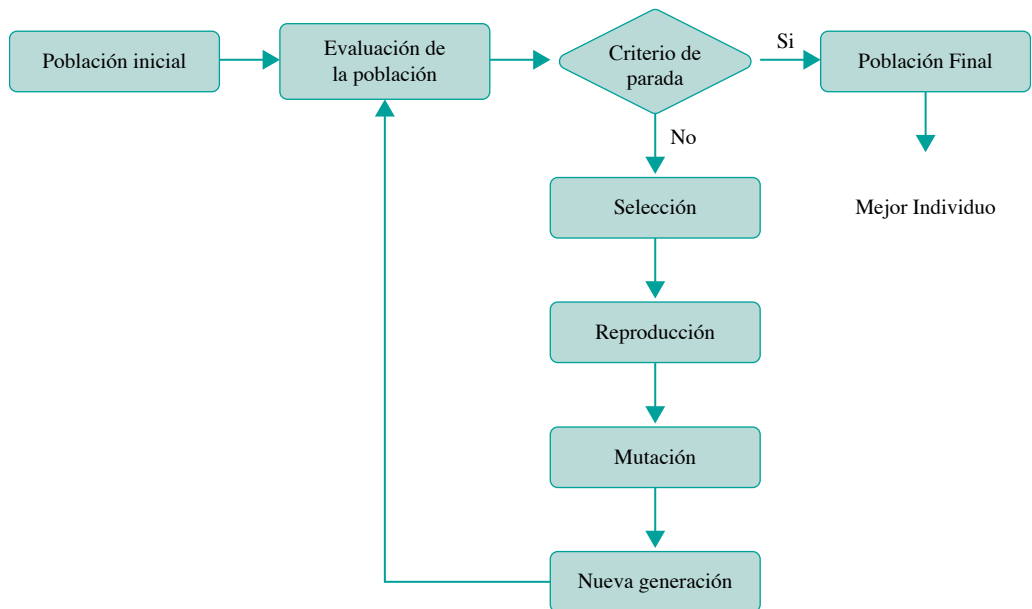 Población inicial
Evaluación de
la población
Criterio de
parada
Si
Población Final
No
Selección
Mejor Individuo
Reproducción
Mutación
Nueva generación